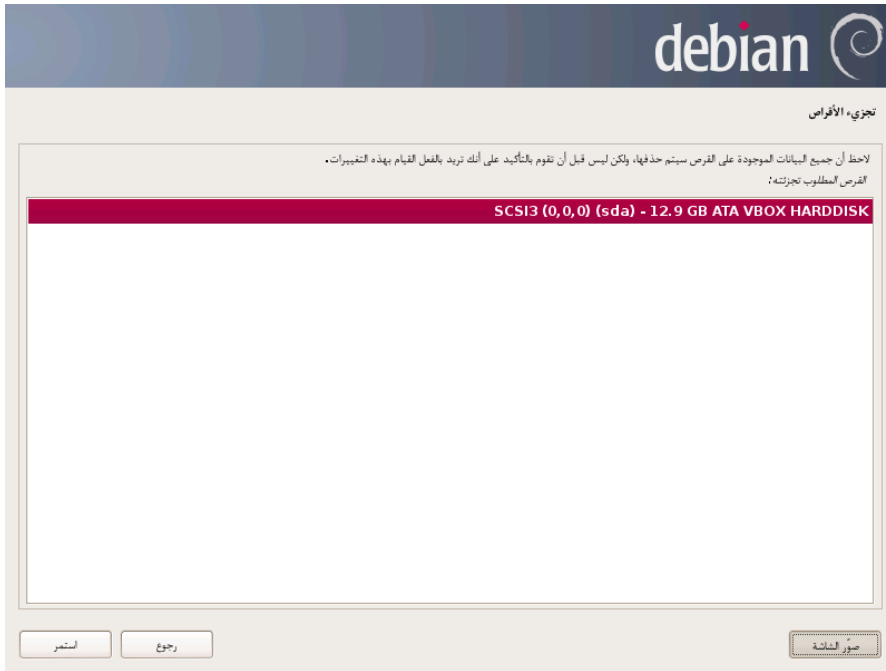 debian
تجزيء الأقراص
لاحظ أن جميع البيانات الموجودة على القرص سيتم حذفها، ولكن ليس قبل أن تقوم بالتأكيد على أنك تريد بالفعل القيام بهذه التغييرات.
القرص المطلوب تجزئته:
SCSI3 (0,0,0) (sda) - 12.9 GB ATA VBOX HARDDISK
صوّر الشاشة
رجوع
استمر